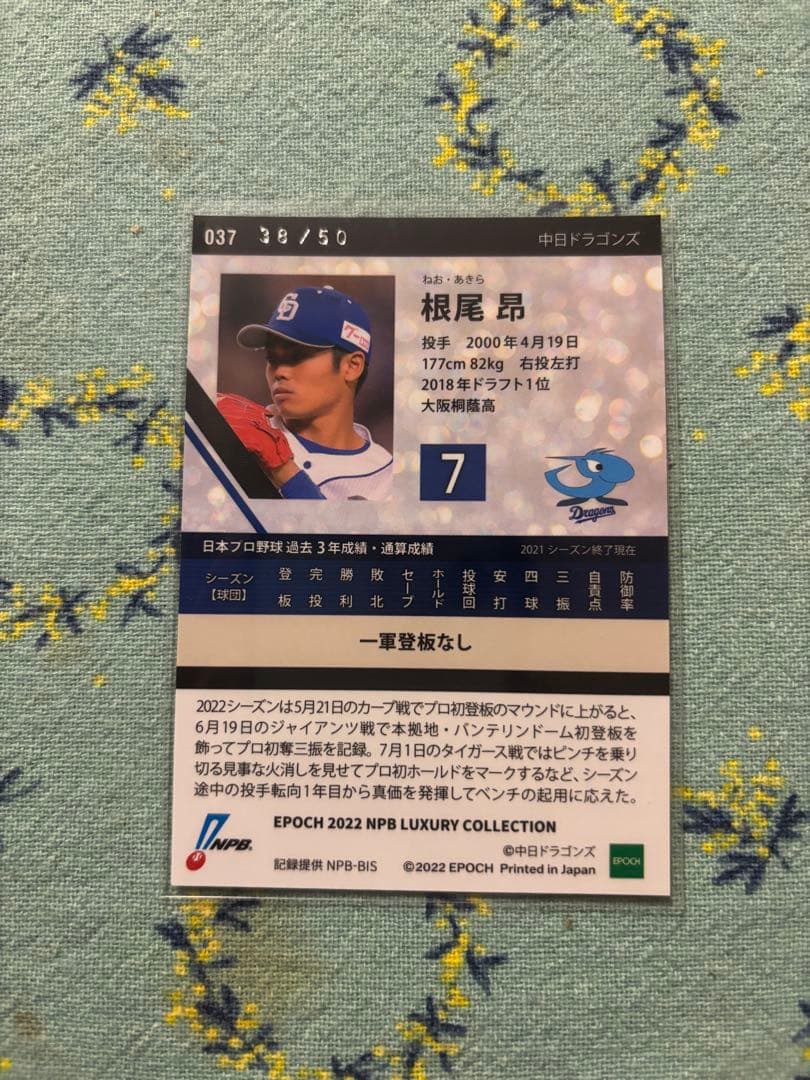 037 38/50 中日ドラゴンズ
ねお・あきら
根尾 昂
投手 2000年4月19日
177cm 82kg 右投左打
2018年ドラフト1位
大阪桐蔭高
7
Dragons
日本プロ野球 過去3年成績・通算成績 2021 シーズン終了現在
シーズン【球団】 登板 完投 勝利 敗北 セーブ ホールド 投球回 安打 四球 三振 自責点 防御率
一軍登板なし
2022シーズンは5月21日のカープ戦でプロ初登板のマウンドに上がると、
6月19日のジャイアンツ戦で本拠地・バンテリンドーム初登板を
飾ってプロ初奪三振を記録。7月1日のタイガース戦ではピンチを乗り
切る見事な火消しを見せてプロ初ホールドをマークするなど、シーズン
途中の投手転向1年目から真価を発揮してベンチの起用に応えた。
NPB
EPOCH 2022 NPB LUXURY COLLECTION
©中日ドラゴンズ
記録提供 NPB-BIS ©2022 EPOCH Printed in Japan
EPOCH